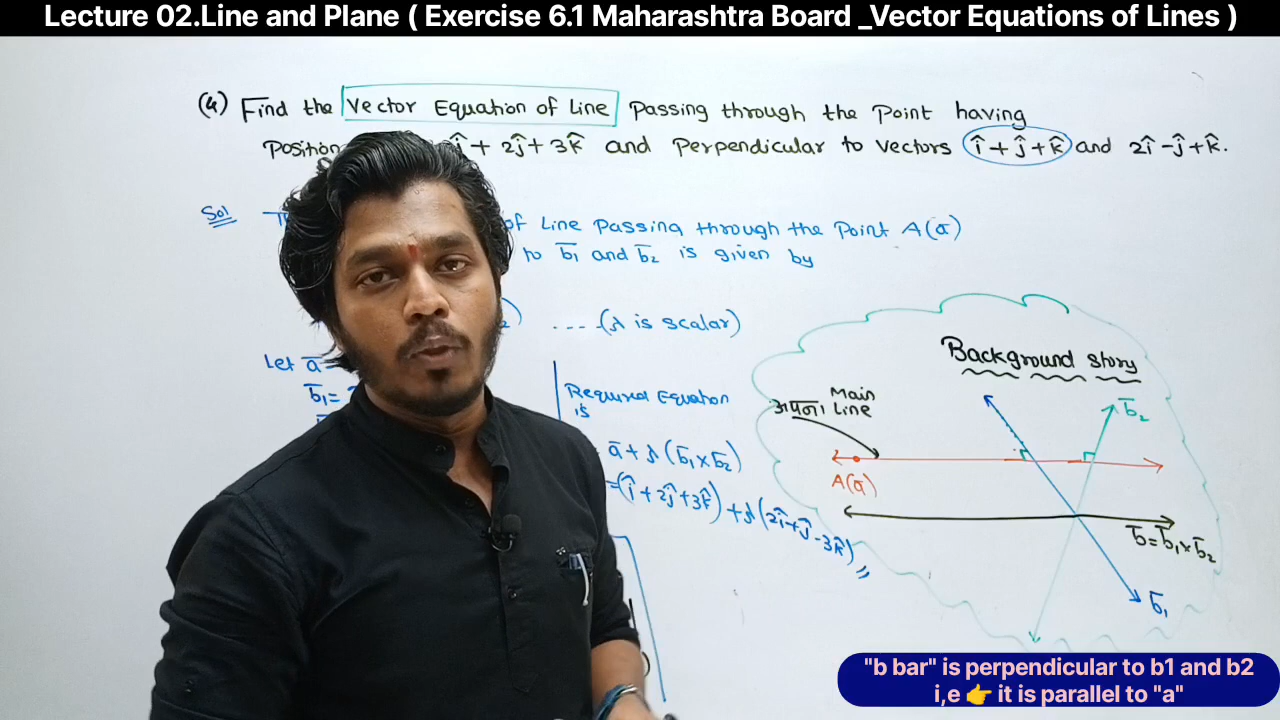 Lecture 02.Line and Plane ( Exercise 6.1 Maharashtra Board _Vector Equations of Lines )
(4) Find the Vector Equation of Line Passing through the Point having
Position î + 2ĵ + 3k̂ and Perpendicular to Vectors î + ĵ + k̂ and 2î - ĵ + k̂.
Sol
of Line Passing through the Point A(a̅)
to b̅₁ and b̅₂ is given by
₂) ---- (λ is scalar)
Let a̅ =
b̅₁ =
Required Equation
is
a̅ + λ (b̅₁ × b̅₂)
= (î + 2ĵ + 3k̂) + λ (2î + ĵ - 3k̂) "
Background Story
अपना Main
Line
b̅₂
A(a̅)
b̅ = b̅₁ × b̅₂
b̅₁
"b bar" is perpendicular to b1 and b2
i,e 👉 it is parallel to "a"